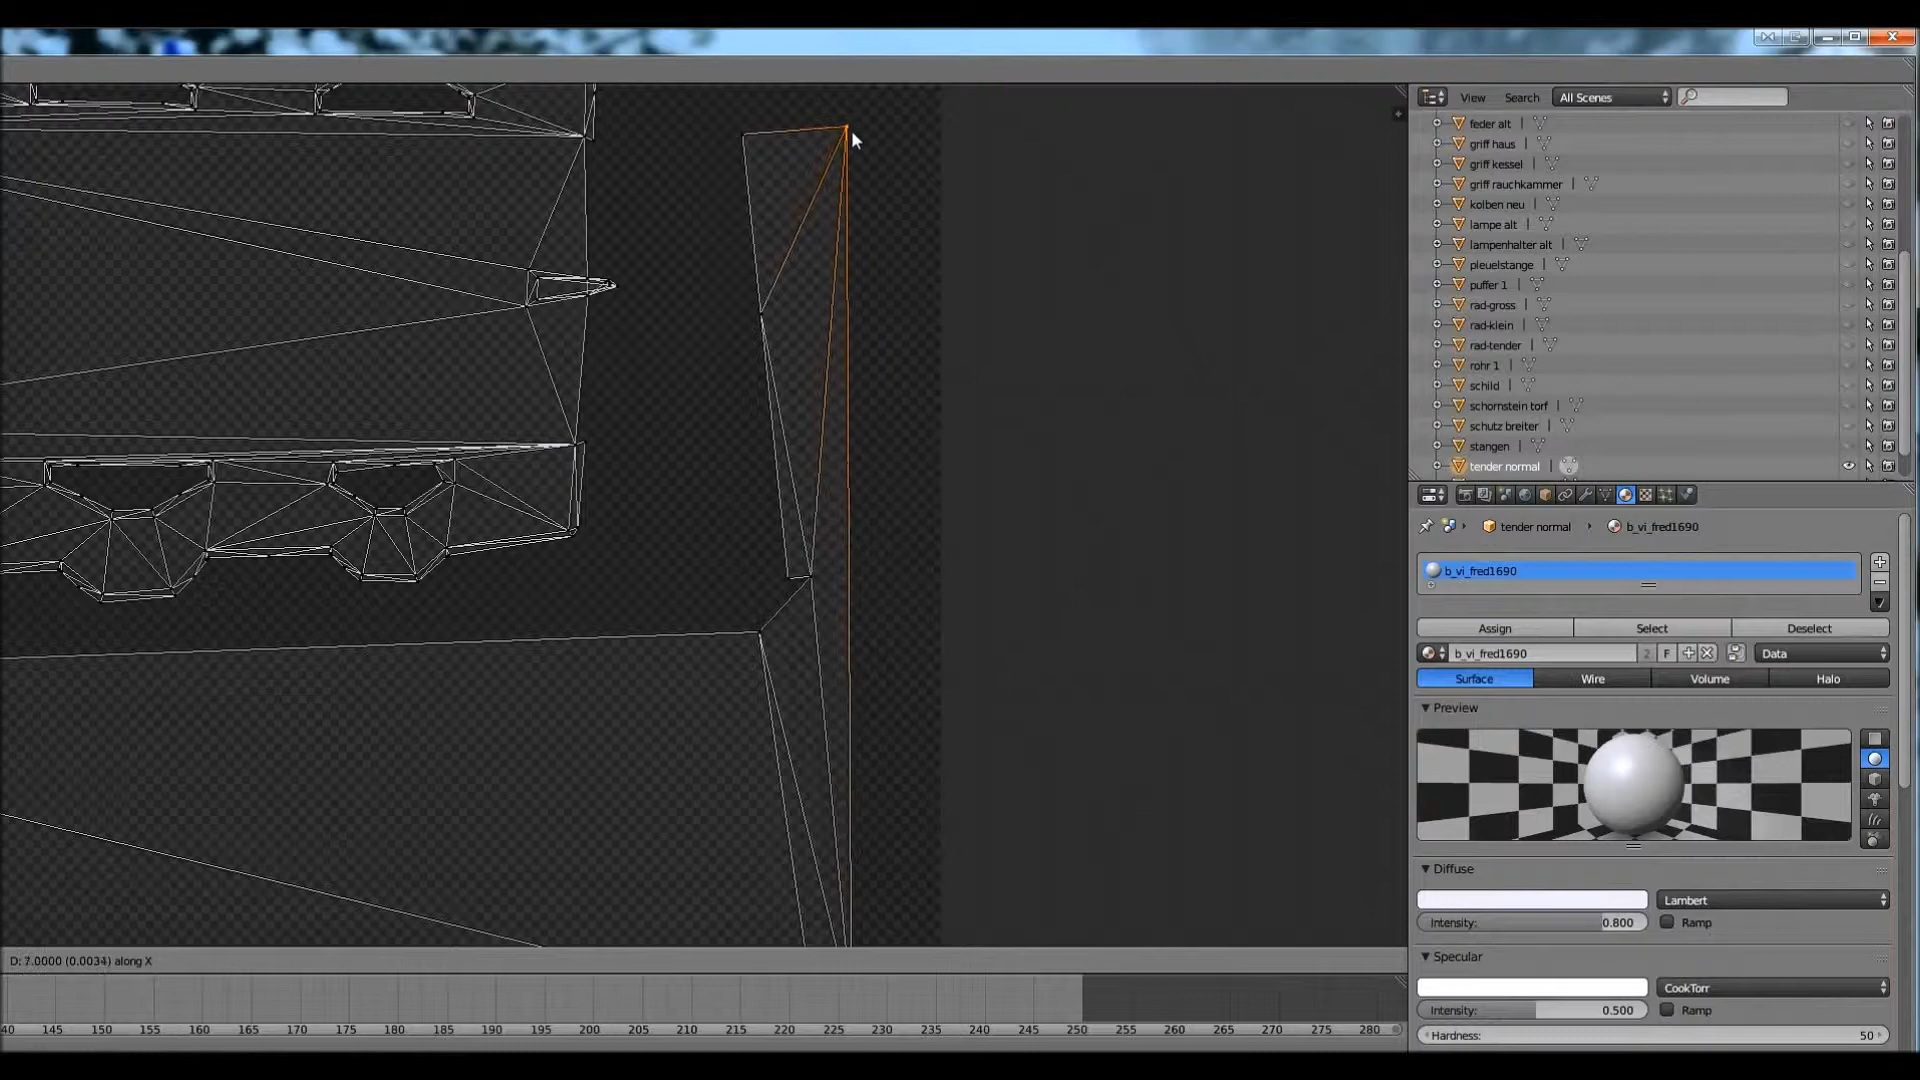 View Search All Scenes
feder alt
griff haus
griff kessel
griff rauchkammer
kolben neu
lampe alt
lampenhalter alt
pleuelstange
puffer 1
rad-gross
rad-klein
rad-tender
rohr 1
schild
schornstein torf
schutz breiter
stangen
tender normal
tender normal b_vi_fred1690
b_vi_fred1690
Assign Select Deselect
b_vi_fred1690 2 F Data
Surface Wire Volume Halo
Preview
Diffuse
Lambert
Intensity: 0.800 Ramp
Specular
CookTorr
Intensity: 0.500 Ramp
Hardness: 50
D: 7.0000 (0.0034) along X
40 145 150 155 160 165 170 175 180 185 190 195 200 205 210 215 220 225 230 235 240 245 250 255 260 265 270 275 280